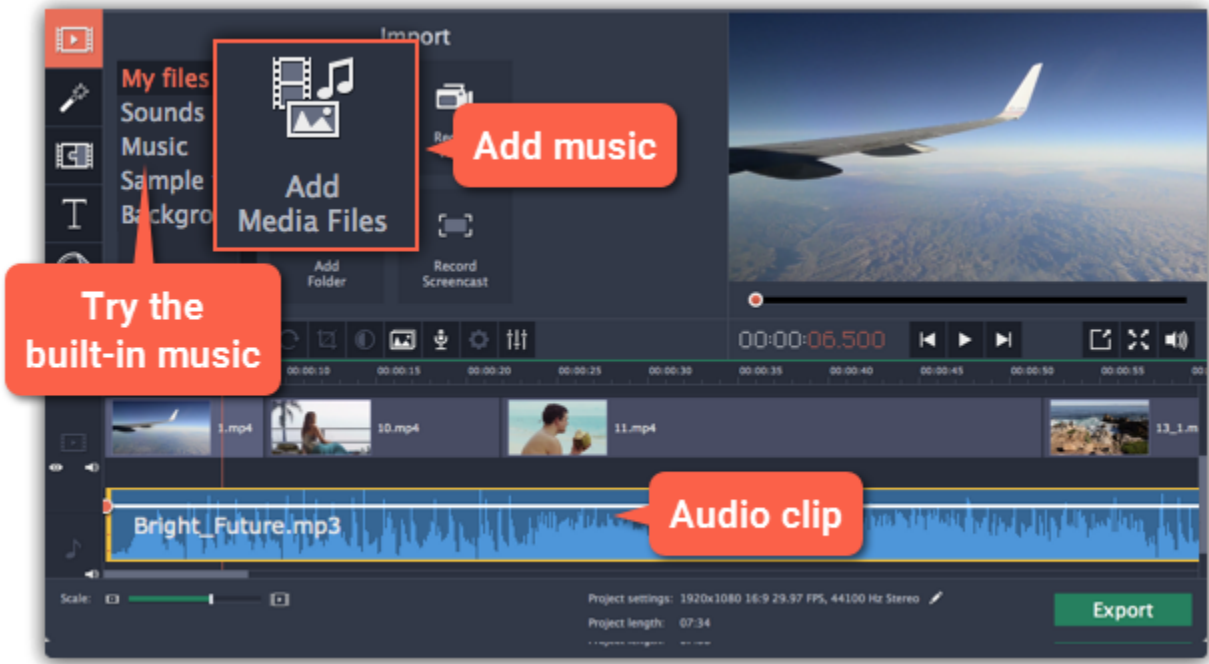 Import
My files
Sounds
Music
Sample
Backgro
Add
Media Files
Add music
Add
Folder
Record
Screencast
Try the
built-in music
00:00:06.500
00:00:10 00:00:15 00:00:20 00:00:25 00:00:30 00:00:35 00:00:40 00:00:45 00:00:50 00:00:55
1.mp4 10.mp4 11.mp4 13_1.m
Bright_Future.mp3
Audio clip
Scale:
Project settings: 1920x1080 16:9 29.97 FPS, 44100 Hz Stereo
Project length: 07:34
Export